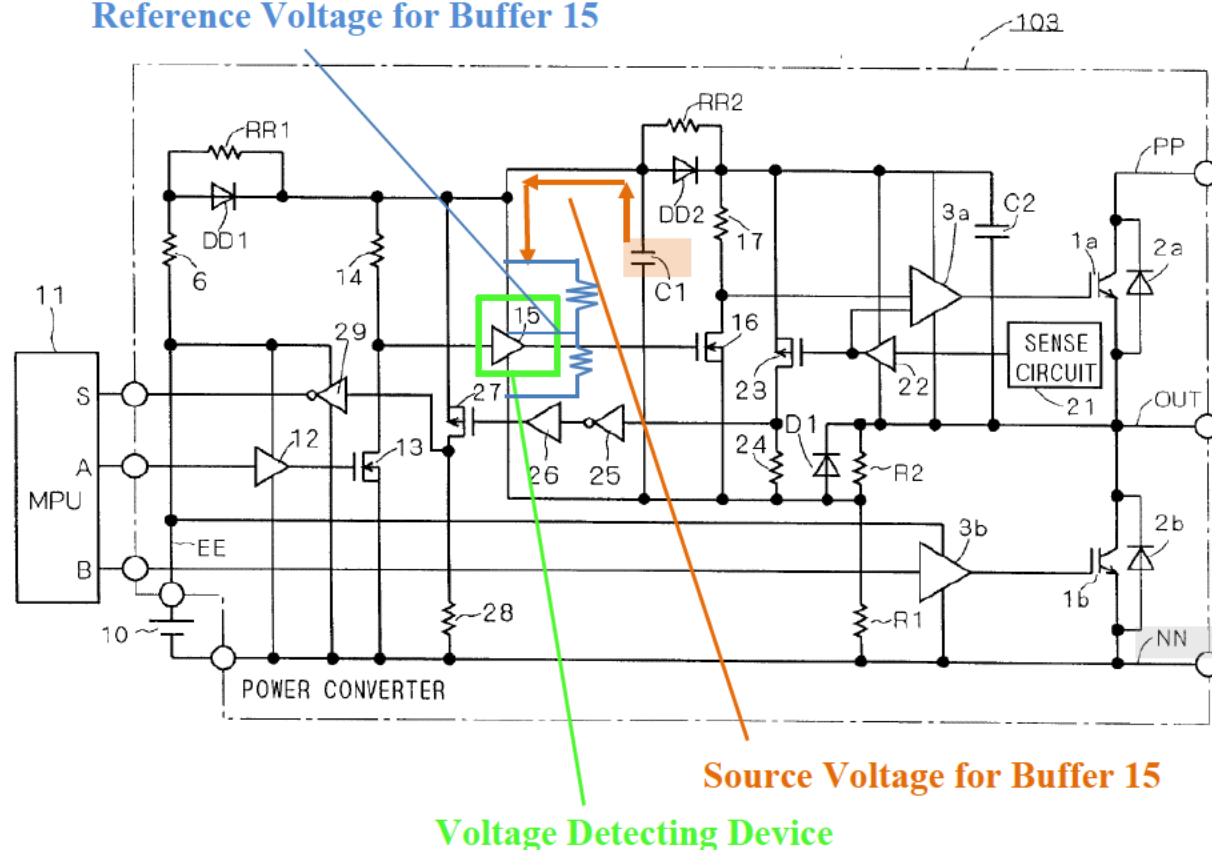 Reference Voltage for Buffer 15
103
RR1
RR2
PP
DD1
DD2
17
3a
C2
1a
2a
6
14
C1
11
15
16
29
SENSE
CIRCUIT
S
27
23
22
21
OUT
12
13
D1
A
26
25
24
R2
MPU
3b
2b
EE
B
28
R1
1b
10
NN
POWER CONVERTER
Source Voltage for Buffer 15
Voltage Detecting Device